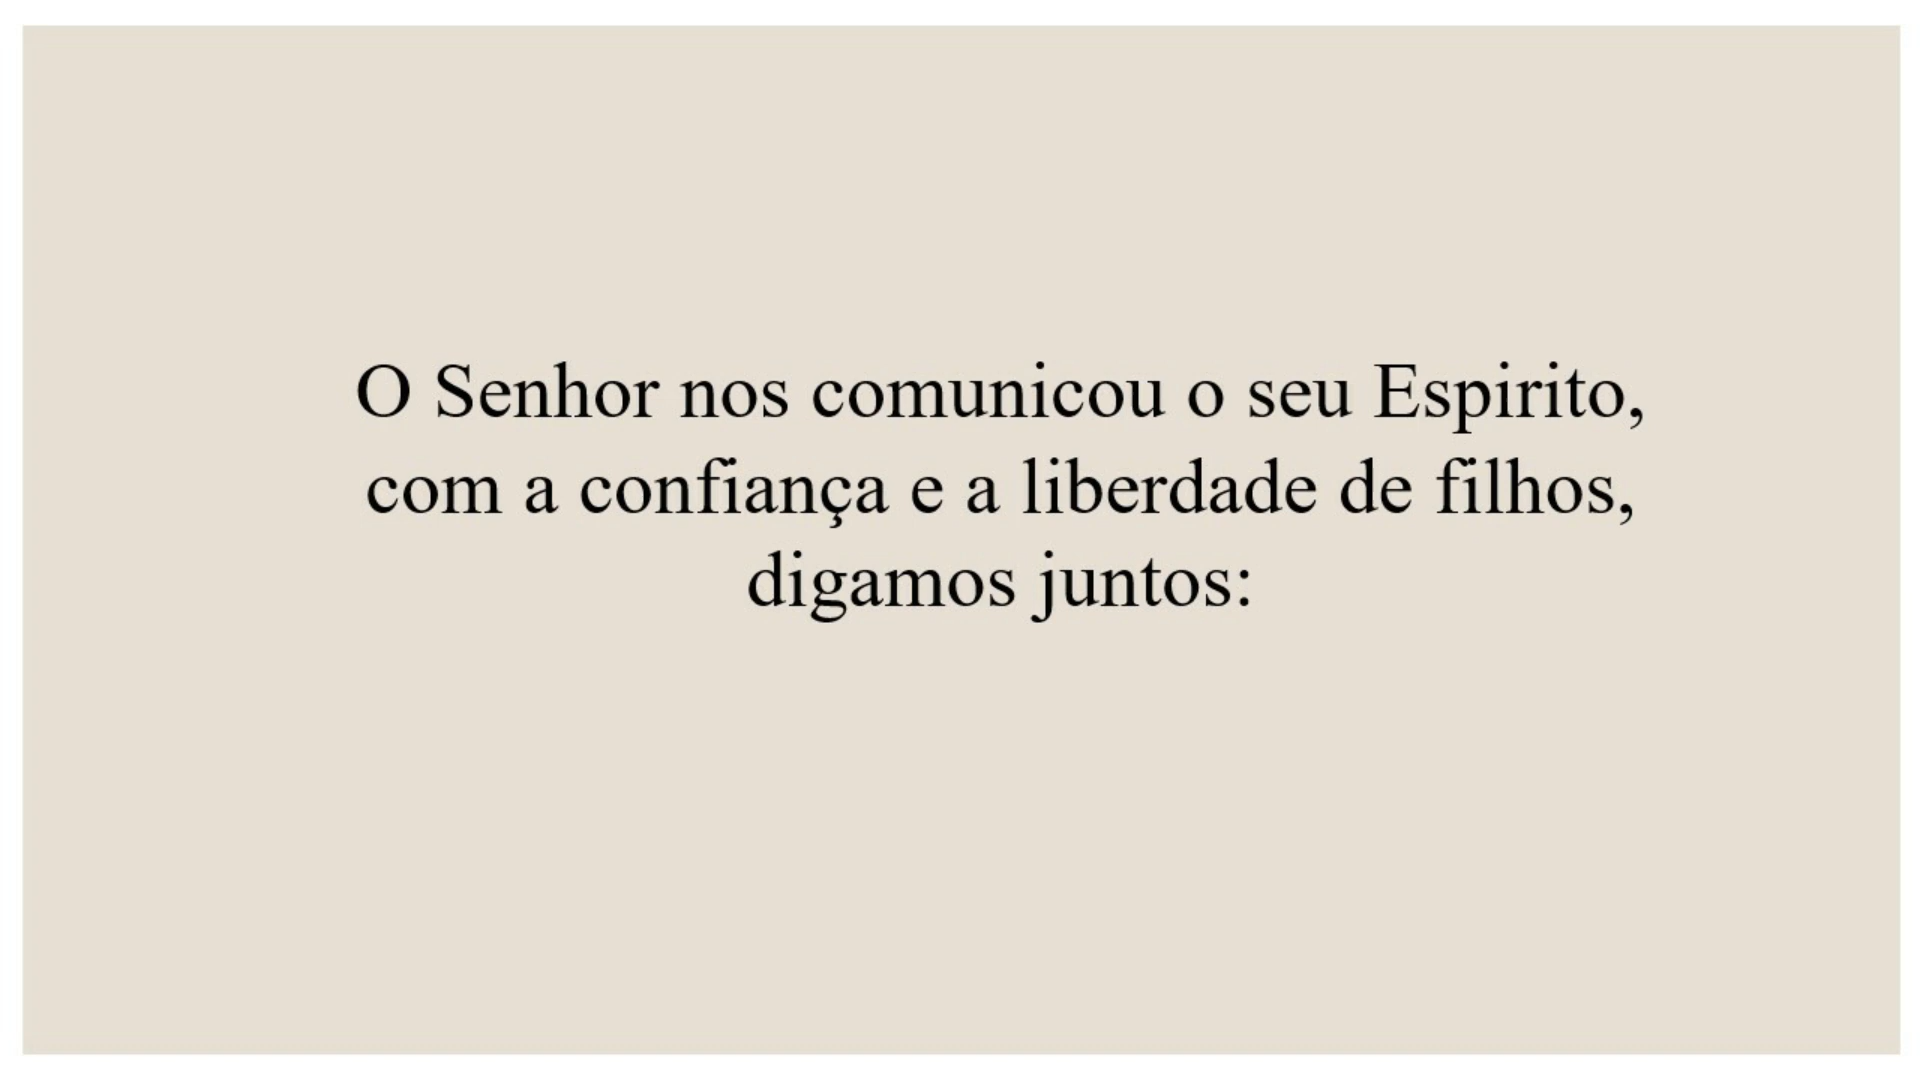 O Senhor nos comunicou o seu Espirito,
com a confiança e a liberdade de filhos,
digamos juntos: